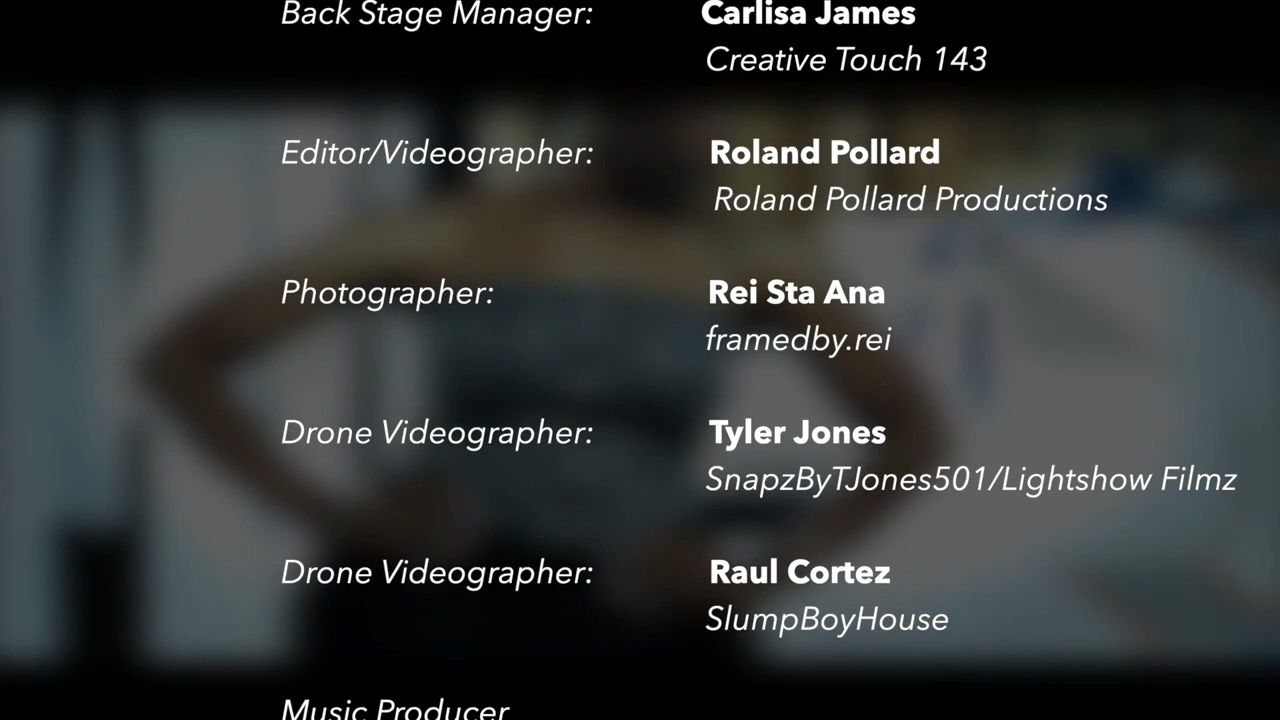 Back Stage Manager: Carlisa James
Creative Touch 143
Editor/Videographer: Roland Pollard
Roland Pollard Productions
Photographer: Rei Sta Ana
framedby.rei
Drone Videographer: Tyler Jones
SnapzByTJones501/Lightshow Filmz
Drone Videographer: Raul Cortez
SlumpBoyHouse
Music Producer